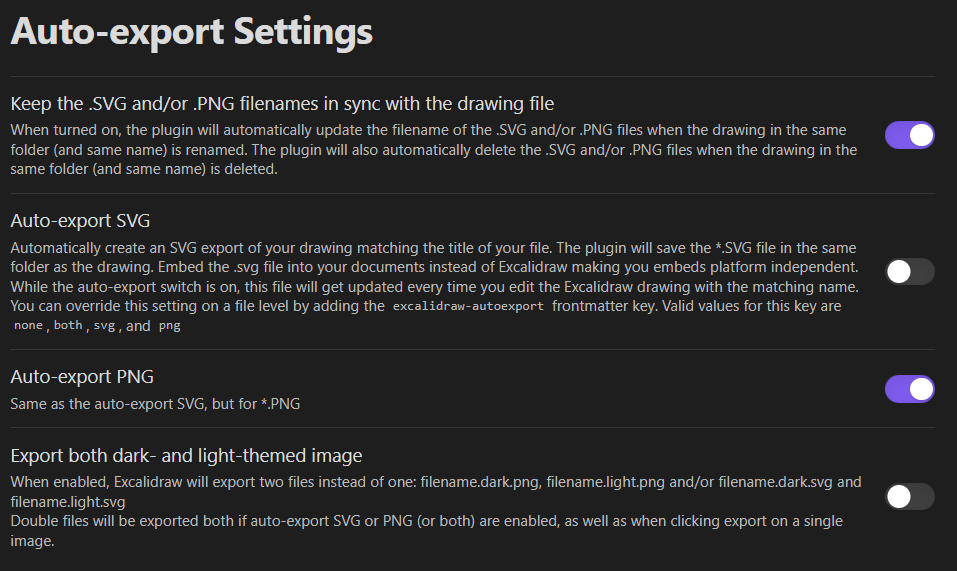 Auto-export Settings
Keep the .SVG and/or .PNG filenames in sync with the drawing file
When turned on, the plugin will automatically update the filename of the .SVG and/or .PNG files when the drawing in the same
folder (and same name) is renamed. The plugin will also automatically delete the .SVG and/or .PNG files when the drawing in the
same folder (and same name) is deleted.
Auto-export SVG
Automatically create an SVG export of your drawing matching the title of your file. The plugin will save the *.SVG file in the same
folder as the drawing. Embed the .svg file into your documents instead of Excalidraw making you embeds platform independent.
While the auto-export switch is on, this file will get updated every time you edit the Excalidraw drawing with the matching name.
You can override this setting on a file level by adding the excalidraw-autoexport frontmatter key. Valid values for this key are
none, both, svg, and png
Auto-export PNG
Same as the auto-export SVG, but for *.PNG
Export both dark- and light-themed image
When enabled, Excalidraw will export two files instead of one: filename.dark.png, filename.light.png and/or filename.dark.svg and
filename.light.svg
Double files will be exported both if auto-export SVG or PNG (or both) are enabled, as well as when clicking export on a single
image.